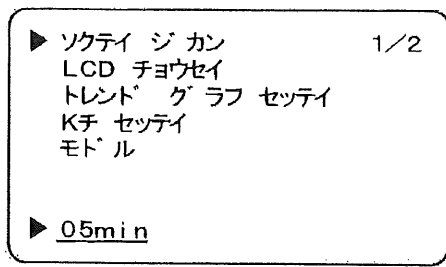 ▶ ソクテイ ジカン 1/2
LCD チョウセイ
トレンド グラフ セッテイ
Kチ セッテイ
モドル
▶ 05min